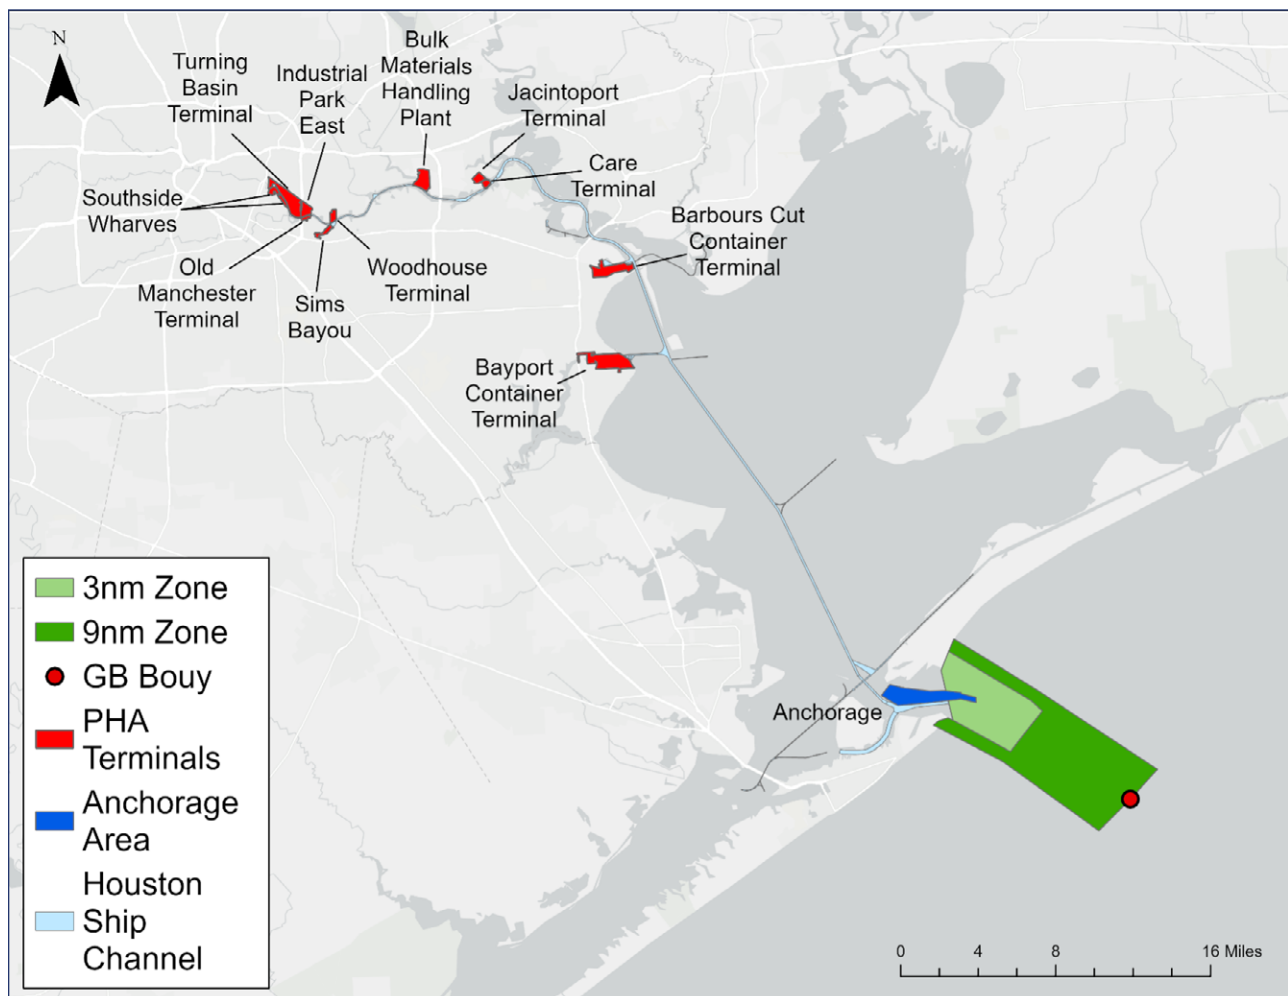 N
Turning
Basin
Terminal
Industrial
Park
East
Bulk
Materials
Handling
Plant
Jacintoport
Terminal
Care
Terminal
Southside
Wharves
Barbours Cut
Container
Terminal
Old
Manchester
Terminal
Sims
Bayou
Woodhouse
Terminal
Bayport
Container
Terminal
Anchorage
3nm Zone
9nm Zone
GB Bouy
PHA
Terminals
Anchorage
Area
Houston
Ship
Channel
0 4 8 16 Miles